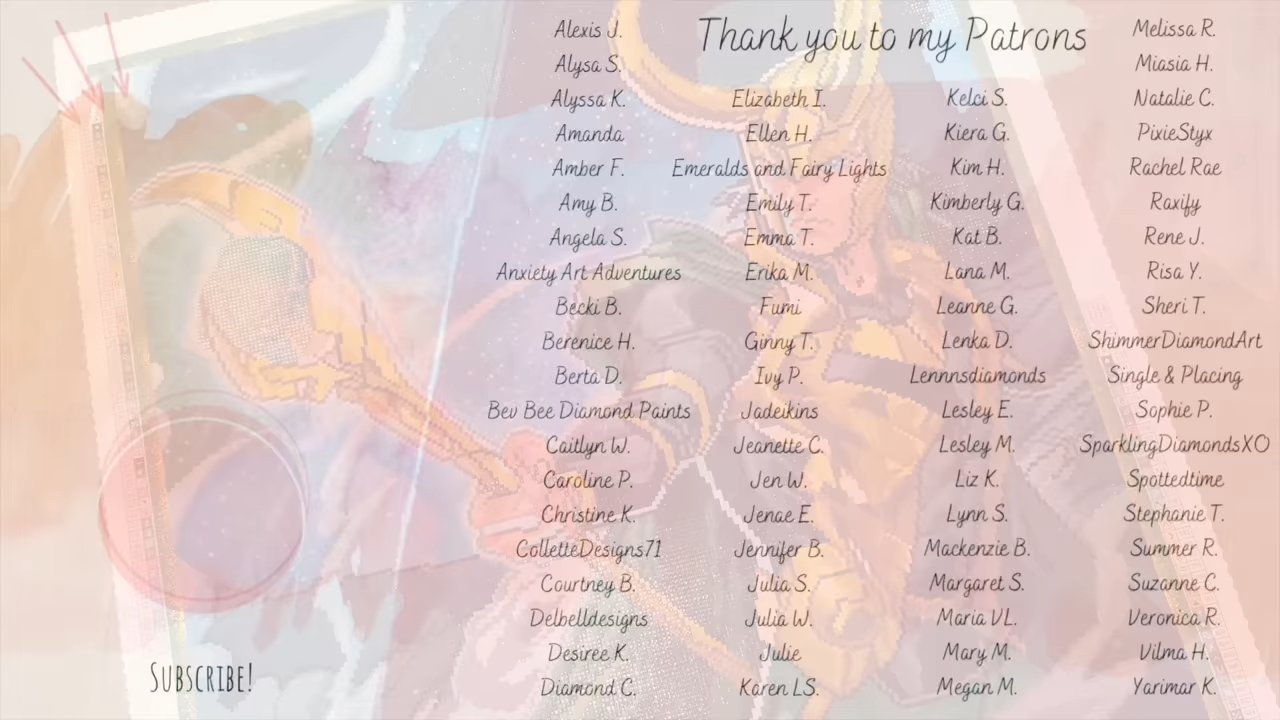 Thank you to my Patrons
Alexis J.
Alysa S.
Alyssa K.
Amanda
Amber F.
Amy B.
Angela S.
Anxiety Art Adventures
Becki B.
Berenice H.
Berta D.
Bev Bee Diamond Paints
Caitlyn W.
Caroline P.
Christine K.
ColletteDesigns71
Courtney B.
Delbelldesigns
Desiree K.
Diamond C.
Elizabeth I.
Ellen H.
Emeralds and Fairy Lights
Emily T.
Emma T.
Erika M.
Fumi
Ginny T.
Ivy P.
Jadeikins
Jeanette C.
Jen W.
Jenae E.
Jennifer B.
Julia S.
Julia W.
Julie
Karen LS.
Kelci S.
Kiera G.
Kim H.
Kimberly G.
Kat B.
Lana M.
Leanne G.
Lenka D.
Lennnsdiamonds
Lesley E.
Lesley M.
Liz K.
Lynn S.
Mackenzie B.
Margaret S.
Maria VL.
Mary M.
Megan M.
Melissa R.
Miasia H.
Natalie C.
PixieStyx
Rachel Rae
Raxify
Rene J.
Risa Y.
Sheri T.
ShimmerDiamondArt
Single & Placing
Sophie P.
SparklingDiamondsXO
Spottedtime
Stephanie T.
Summer R.
Suzanne C.
Veronica R.
Vilma H.
Yarimar K.
SUBSCRIBE!